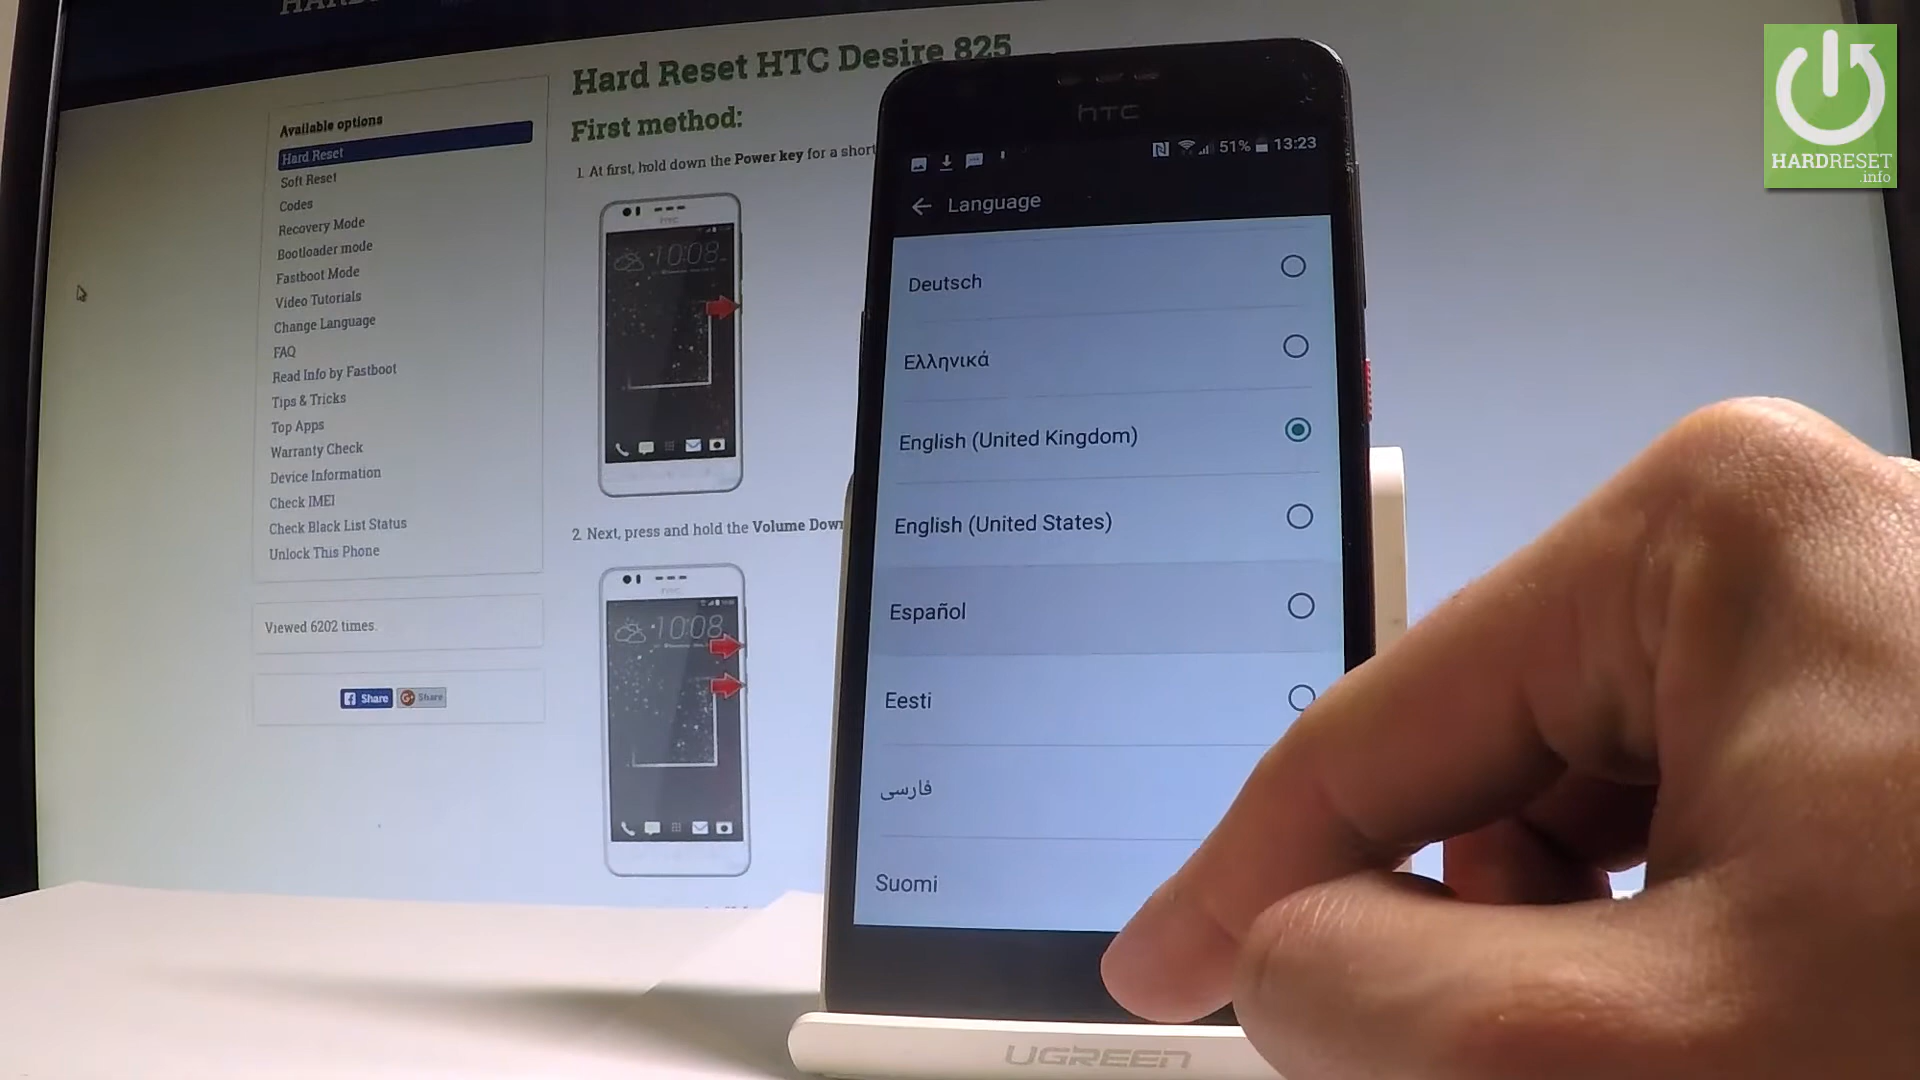 Hard Reset HTC Desire 825
First method:
1. At first, hold down the Power key for a short
2. Next, press and hold the Volume Down
Available options
Hard Reset
Soft Reset
Codes
Recovery Mode
Bootloader mode
Fastboot Mode
Video Tutorials
Change Language
FAQ
Read Info by Fastboot
Tips & Tricks
Top Apps
Warranty Check
Device Information
Check IMEI
Check Black List Status
Unlock This Phone
Viewed 6202 times.
Share
Share
10:08
10:08
hTC
51% 13:23
Language
Deutsch
Ελληνικά
English (United Kingdom)
English (United States)
Español
Eesti
فارسی
Suomi
UGREEN
HARDRESET
.info